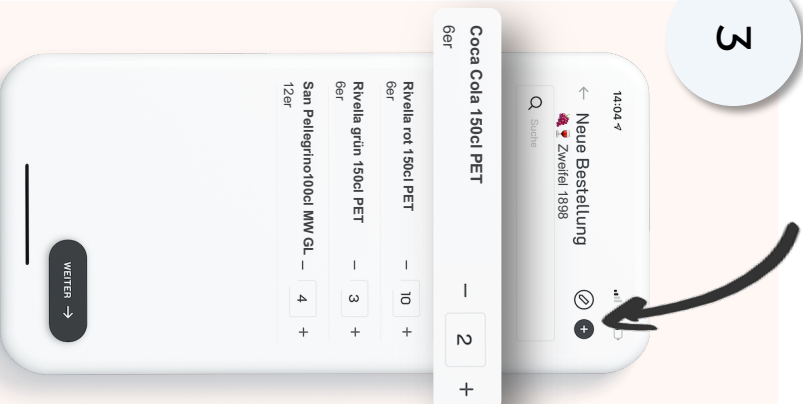 3
14:04
Neue Bestellung
Zweifel 1898
Suche
Coca Cola 150cl PET
6er
2
Rivella rot 150cl PET
6er
10
Rivella grün 150cl PET
6er
3
San Pellegrino100cl MW GL
12er
4
WEITER →